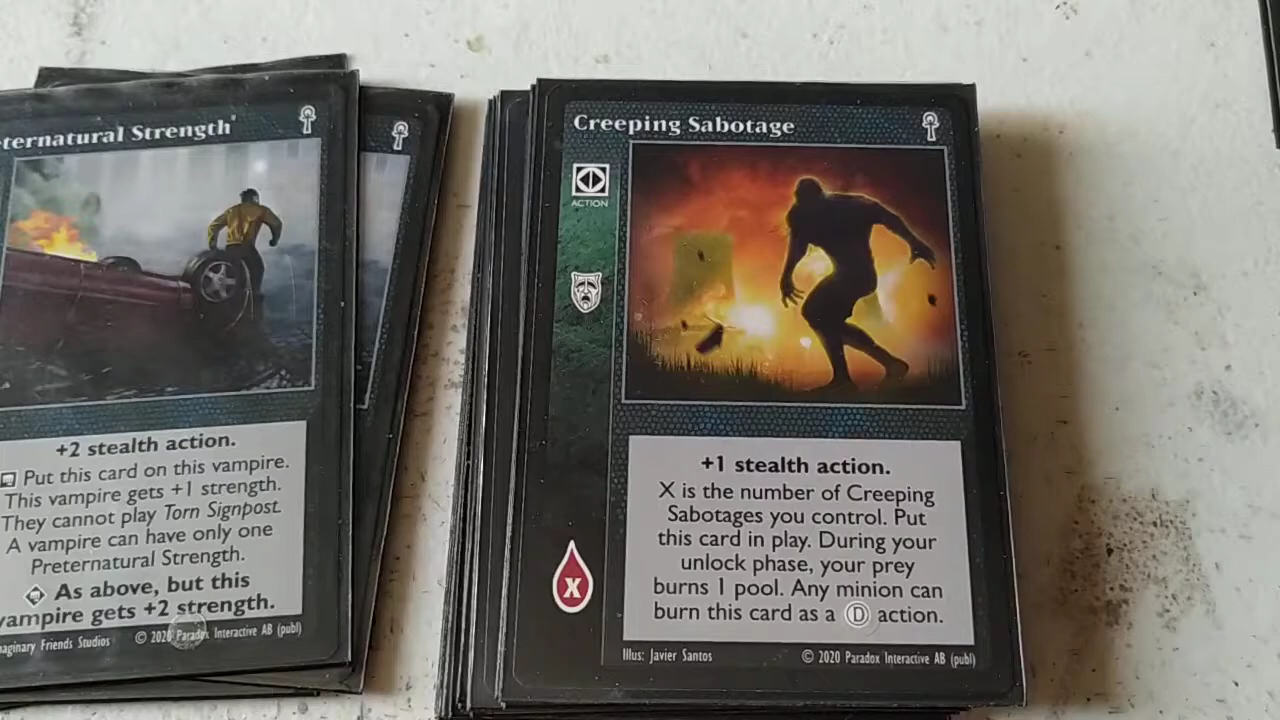 eternatural Strength
+2 stealth action.
Put this card on this vampire.
This vampire gets +1 strength.
They cannot play Torn Signpost.
A vampire can have only one
Preternatural Strength.
As above, but this
vampire gets +2 strength.
aginary Friends Studios © 2020 Paradox Interactive AB (publ)
Creeping Sabotage
ACTION
+1 stealth action.
X is the number of Creeping
Sabotages you control. Put
this card in play. During your
unlock phase, your prey
burns 1 pool. Any minion can
burn this card as a D action.
X
Illus: Javier Santos © 2020 Paradox Interactive AB (publ)